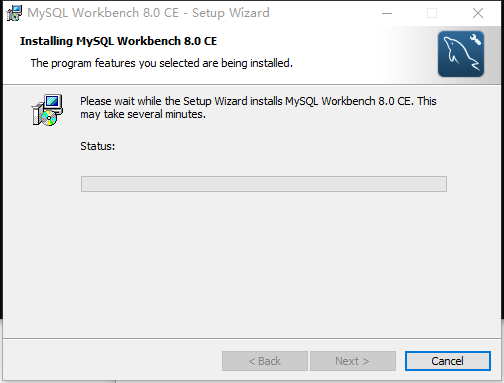 MySQL Workbench 8.0 CE - Setup Wizard
Installing MySQL Workbench 8.0 CE
The program features you selected are being installed.
Please wait while the Setup Wizard installs MySQL Workbench 8.0 CE. This
may take several minutes.
Status:
< Back
Next >
Cancel